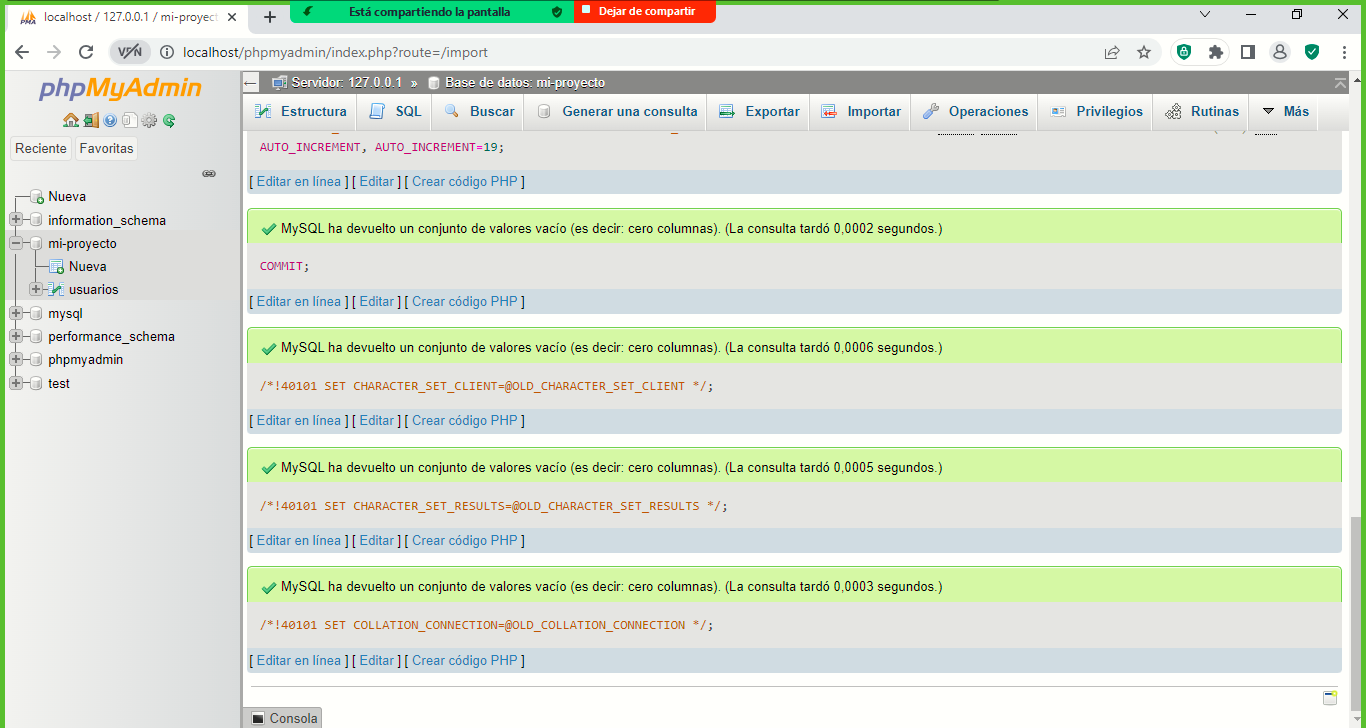 localhost / 127.0.0.1 / mi-proyect
Está compartiendo la pantalla
Dejar de compartir
VPN
localhost/phpmyadmin/index.php?route=/import
phpMyAdmin
Reciente
Favoritas
Nueva
information_schema
mi-proyecto
Nueva
usuarios
mysql
performance_schema
phpmyadmin
test
Servidor: 127.0.0.1 » Base de datos: mi-proyecto
Estructura
SQL
Buscar
Generar una consulta
Exportar
Importar
Operaciones
Privilegios
Rutinas
Más
AUTO_INCREMENT, AUTO_INCREMENT=19;
[ Editar en línea ] [ Editar ] [ Crear código PHP ]
MySQL ha devuelto un conjunto de valores vacío (es decir: cero columnas). (La consulta tardó 0,0002 segundos.)
COMMIT;
[ Editar en línea ] [ Editar ] [ Crear código PHP ]
MySQL ha devuelto un conjunto de valores vacío (es decir: cero columnas). (La consulta tardó 0,0006 segundos.)
/*!40101 SET CHARACTER_SET_CLIENT=@OLD_CHARACTER_SET_CLIENT */;
[ Editar en línea ] [ Editar ] [ Crear código PHP ]
MySQL ha devuelto un conjunto de valores vacío (es decir: cero columnas). (La consulta tardó 0,0005 segundos.)
/*!40101 SET CHARACTER_SET_RESULTS=@OLD_CHARACTER_SET_RESULTS */;
[ Editar en línea ] [ Editar ] [ Crear código PHP ]
MySQL ha devuelto un conjunto de valores vacío (es decir: cero columnas). (La consulta tardó 0,0003 segundos.)
/*!40101 SET COLLATION_CONNECTION=@OLD_COLLATION_CONNECTION */;
[ Editar en línea ] [ Editar ] [ Crear código PHP ]
Consola